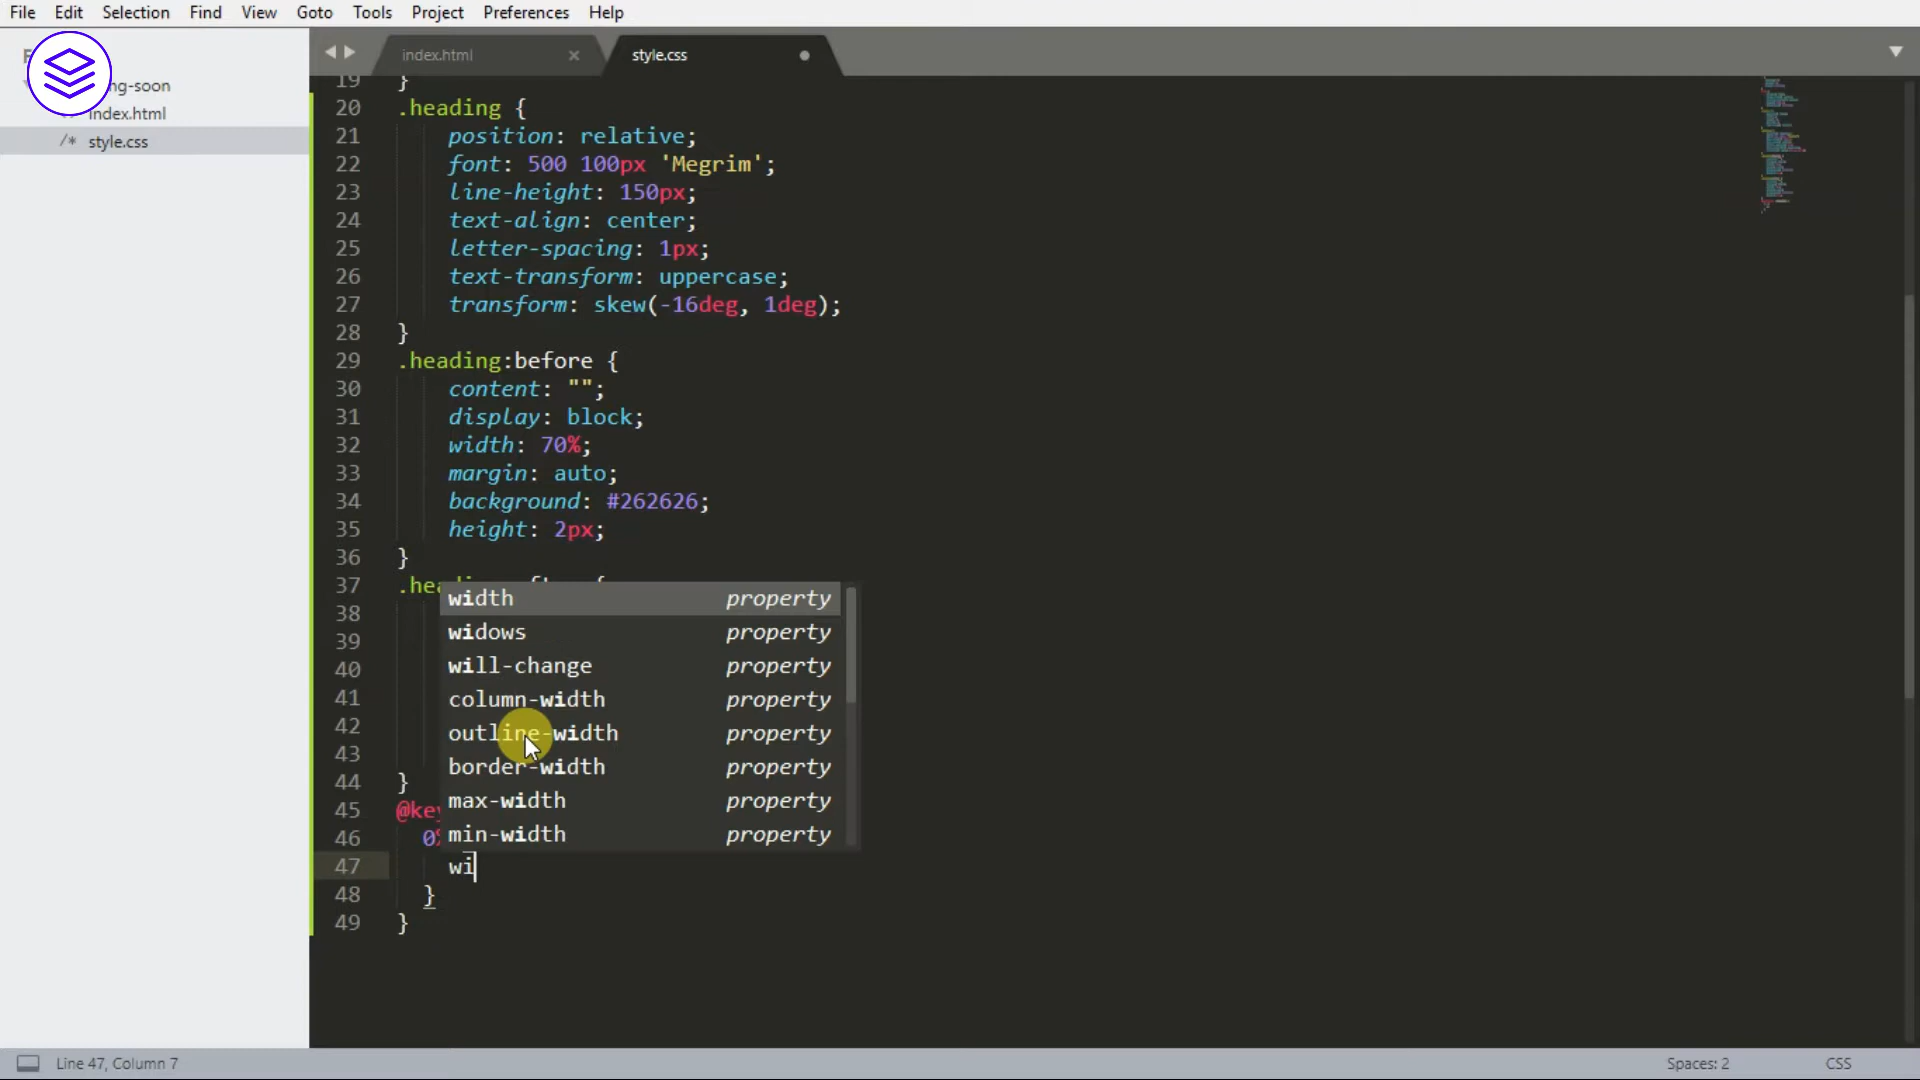 File Edit Selection Find View Goto Tools Project Preferences Help
index.html
style.css
ng-soon
index.html
/* style.css
19 }
20 .heading {
21 position: relative;
22 font: 500 100px 'Megrim';
23 line-height: 150px;
24 text-align: center;
25 letter-spacing: 1px;
26 text-transform: uppercase;
27 transform: skew(-16deg, 1deg);
28 }
29 .heading:before {
30 content: "";
31 display: block;
32 width: 70%;
33 margin: auto;
34 background: #262626;
35 height: 2px;
36 }
37 .hea
38
39
40
41
42
43
44 }
45 @key
46 0%
47 wi
48 }
49 }
width property
widows property
will-change property
column-width property
outline-width property
border-width property
max-width property
min-width property
Line 47, Column 7
Spaces: 2
CSS